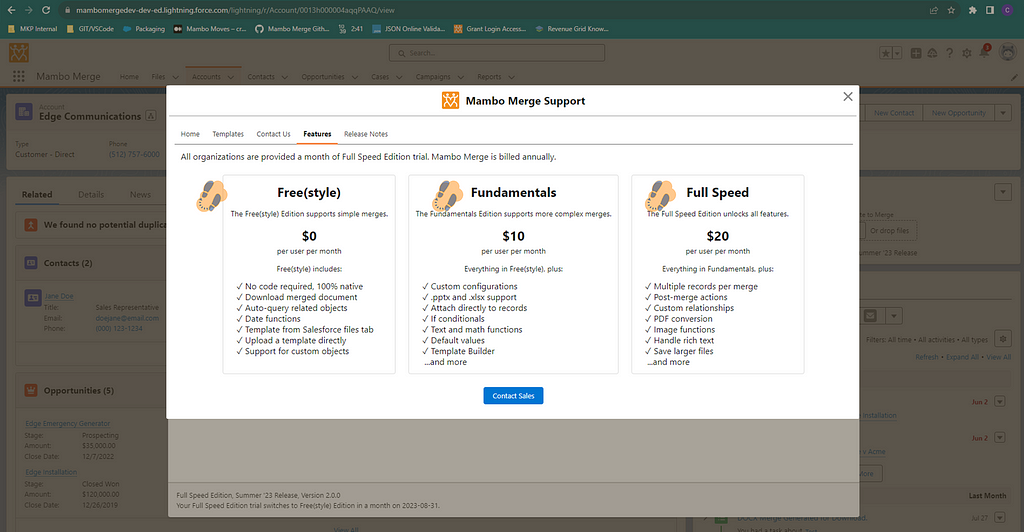 mambomergedev-dev-ed.lightning.force.com/lightning/r/Account/0013h000004aqqPAAQ/view
MKP Internal
GIT/VSCode
Packaging
Mambo Moves – cr...
Mambo Merge Gith...
2:41
JSON Online Valida...
Grant Login Access...
Revenue Grid Know...
Search...
Mambo Merge
Home
Files
Accounts
Contacts
Opportunities
Cases
Campaigns
Reports
Account
Edge Communications
New Contact
New Opportunity
Type
Customer - Direct
Phone
(512) 757-6000
Related
Details
News
We found no potential duplica
Contacts (2)
Jane Doe
Title:
Sales Representative
Email:
doejane@email.com
Phone:
(000) 123-1234
Opportunities (5)
Edge Emergency Generator
Stage:
Prospecting
Amount:
$35,000.00
Close Date:
12/7/2022
Edge Installation
Stage:
Closed Won
Amount:
$120,000.00
Close Date:
12/26/2019
View All
Mambo Merge Support
Home
Templates
Contact Us
Features
Release Notes
All organizations are provided a month of Full Speed Edition trial. Mambo Merge is billed annually.
Free(style)
The Free(style) Edition supports simple merges.
$0
per user per month
Free(style) includes:
✓ No code required, 100% native
✓ Download merged document
✓ Auto-query related objects
✓ Date functions
✓ Template from Salesforce files tab
✓ Upload a template directly
✓ Support for custom objects
Fundamentals
The Fundamentals Edition supports more complex merges.
$10
per user per month
Everything in Free(style), plus:
✓ Custom configurations
✓ .pptx and .xlsx support
✓ Attach directly to records
✓ If conditionals
✓ Text and math functions
✓ Default values
✓ Template Builder
...and more
Full Speed
The Full Speed Edition unlocks all features.
$20
per user per month
Everything in Fundamentals, plus:
✓ Multiple records per merge
✓ Post-merge actions
✓ Custom relationships
✓ PDF conversion
✓ Image functions
✓ Handle rich text
✓ Save larger files
...and more
Contact Sales
Full Speed Edition, Summer '23 Release, Version 2.0.0
Your Full Speed Edition trial switches to Free(style) Edition in a month on 2023-08-31.
te to Merge
Or drop files
ummer '23 Release
Filters: All time • All activities • All types
Refresh • Expand All • View All
Jun 2
installation
Jun 2
v Acme
More
Last Month
Jul 27